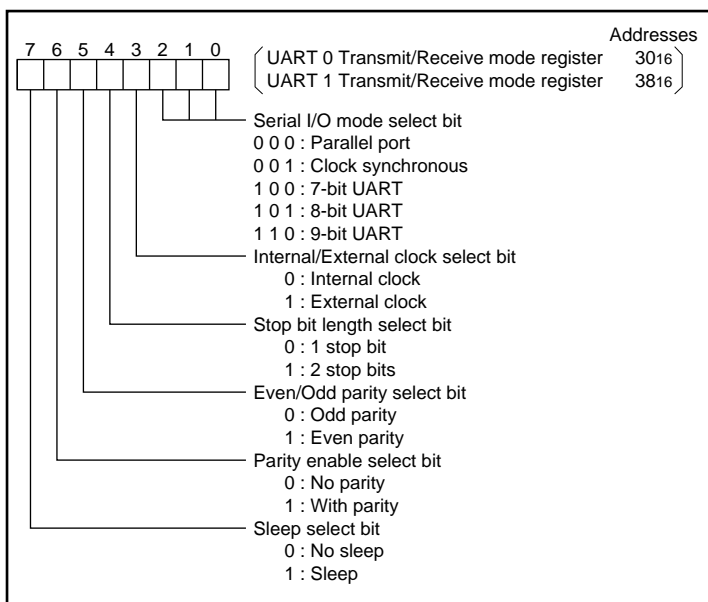 Addresses
7 6 5 4 3 2 1 0
UART 0 Transmit/Receive mode register 3016
UART 1 Transmit/Receive mode register 3816
Serial I/O mode select bit
0 0 0 : Parallel port
0 0 1 : Clock synchronous
1 0 0 : 7-bit UART
1 0 1 : 8-bit UART
1 1 0 : 9-bit UART
Internal/External clock select bit
0 : Internal clock
1 : External clock
Stop bit length select bit
0 : 1 stop bit
1 : 2 stop bits
Even/Odd parity select bit
0 : Odd parity
1 : Even parity
Parity enable select bit
0 : No parity
1 : With parity
Sleep select bit
0 : No sleep
1 : Sleep